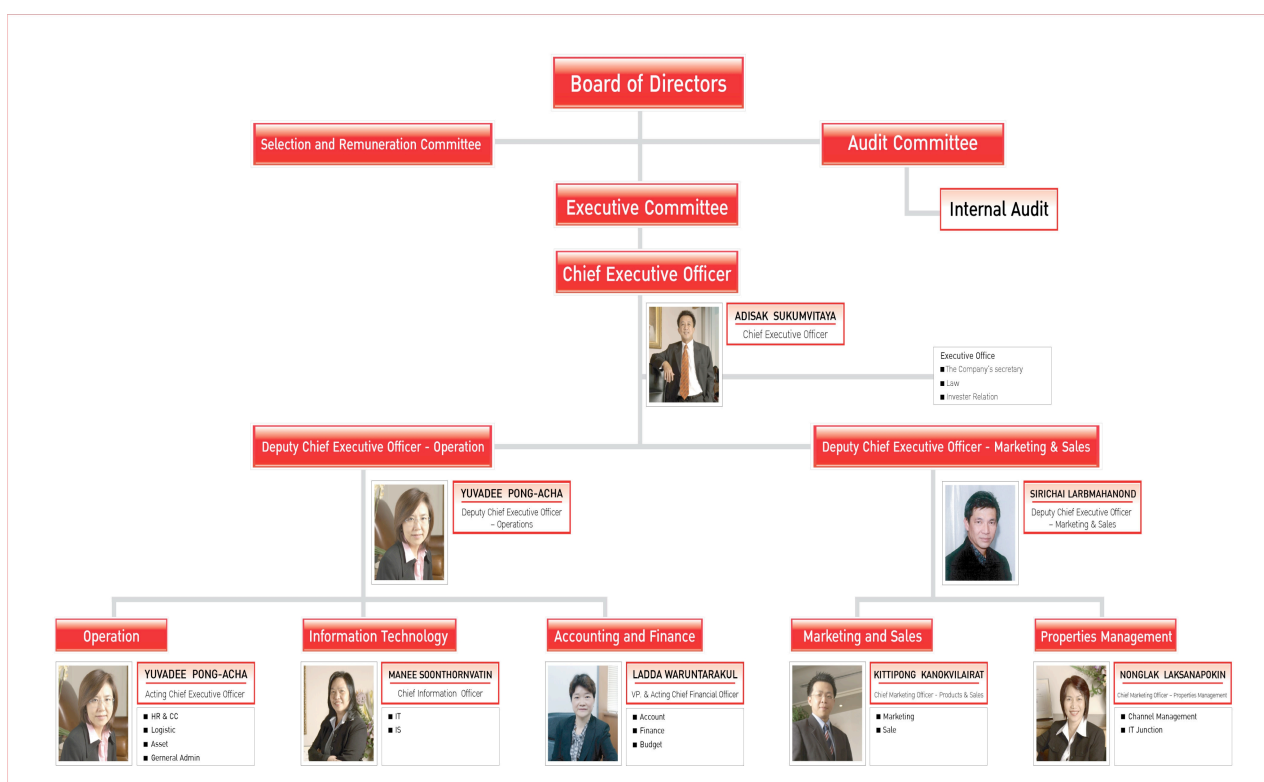 Board of Directors
Selection and Remuneration Committee
Audit Committee
Internal Audit
Executive Committee
Chief Executive Officer
ADISAK SUKUMVITAYA
Chief Executive Officer
Executive Office
■ The Company's secretary
■ Law
■ Invester Relation
Deputy Chief Executive Officer - Operation
Deputy Chief Executive Officer - Marketing & Sales
YUVADEE PONG-ACHA
Deputy Chief Executive Officer
– Operations
SIRICHAI LARBMAHANOND
Deputy Chief Executive Officer
– Marketing & Sales
Operation
Information Technology
Accounting and Finance
Marketing and Sales
Properties Management
YUVADEE PONG-ACHA
Acting Chief Executive Officer
■ HR & CC
■ Logistic
■ Asset
■ Gerneral Admin
MANEE SOONTHORNVATIN
Chief Information Officer
■ IT
■ IS
LADDA WARUNTARAKUL
VP. & Acting Chief Financial Officer
■ Account
■ Finance
■ Budget
KITTIPONG KANOKVILAIRAT
Chief Marketing Officer - Products & Sales
■ Marketing
■ Sale
NONGLAK LAKSANAPOKIN
Chief Marketing Officer – Properties Management
■ Channel Management
■ IT Junction